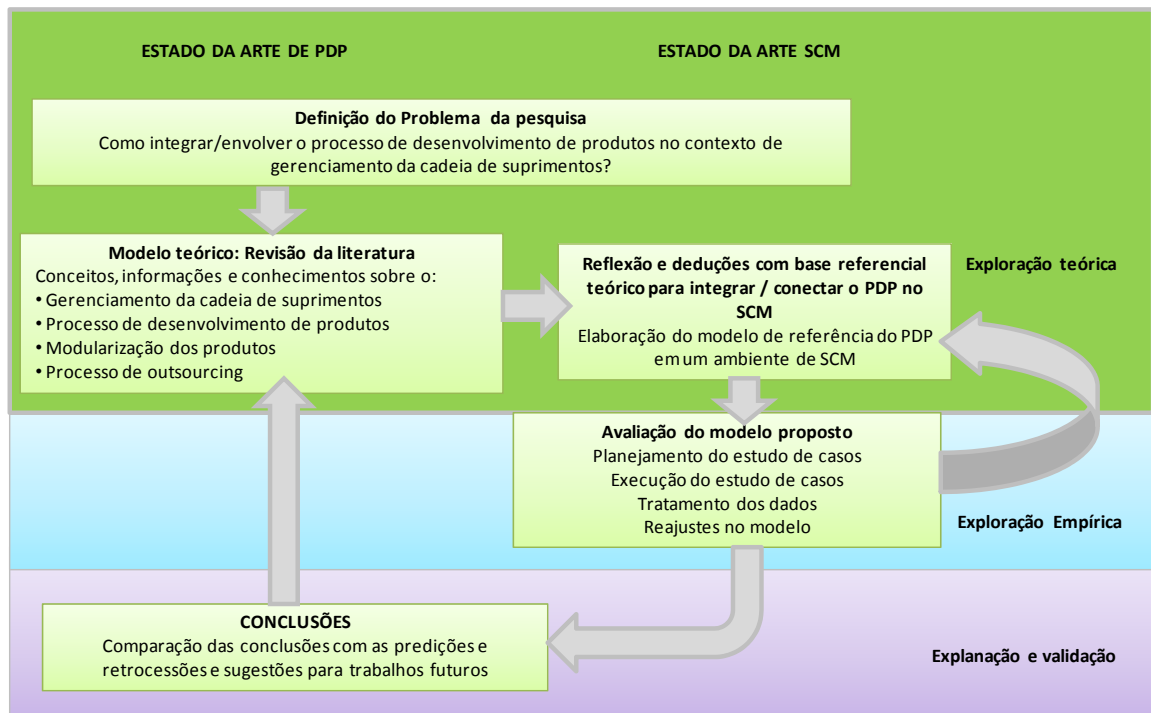 ESTADO DA ARTE DE PDP
ESTADO DA ARTE SCM
Definição do Problema da pesquisa
Como integrar/envolver o processo de desenvolvimento de produtos no contexto de
gerenciamento da cadeia de suprimentos?
Modelo teórico: Revisão da literatura
Conceitos, informações e conhecimentos sobre o:
• Gerenciamento da cadeia de suprimentos
• Processo de desenvolvimento de produtos
• Modularização dos produtos
• Processo de outsourcing
Reflexão e deduções com base referencial
teórico para integrar / conectar o PDP no
SCM
Elaboração do modelo de referência do PDP
em um ambiente de SCM
Exploração teórica
Avaliação do modelo proposto
Planejamento do estudo de casos
Execução do estudo de casos
Tratamento dos dados
Reajustes no modelo
Exploração Empírica
CONCLUSÕES
Comparação das conclusões com as predições e
retrocessões e sugestões para trabalhos futuros
Explanação e validação